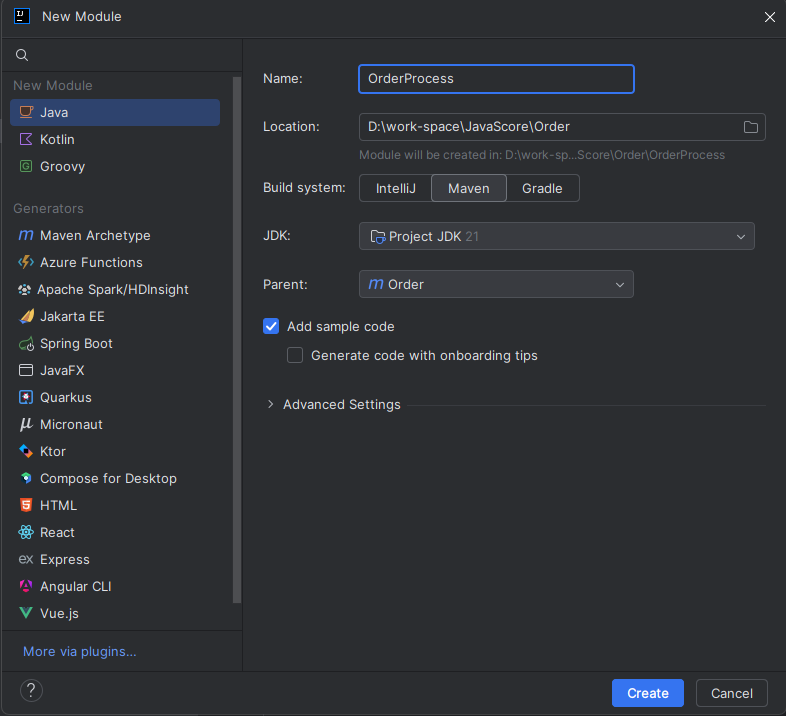 New Module
New Module
Java
Kotlin
Groovy
Generators
Maven Archetype
Azure Functions
Apache Spark/HDInsight
Jakarta EE
Spring Boot
JavaFX
Quarkus
Micronaut
Ktor
Compose for Desktop
HTML
React
ex Express
Angular CLI
Vue.js
More via plugins...
?
Name: OrderProcess
Location: D:\work-space\JavaScore\Order
Module will be created in: D:\work-sp...Score\Order\OrderProcess
Build system: IntelliJ Maven Gradle
JDK: Project JDK 21
Parent: m Order
Add sample code
Generate code with onboarding tips
Advanced Settings
Create Cancel